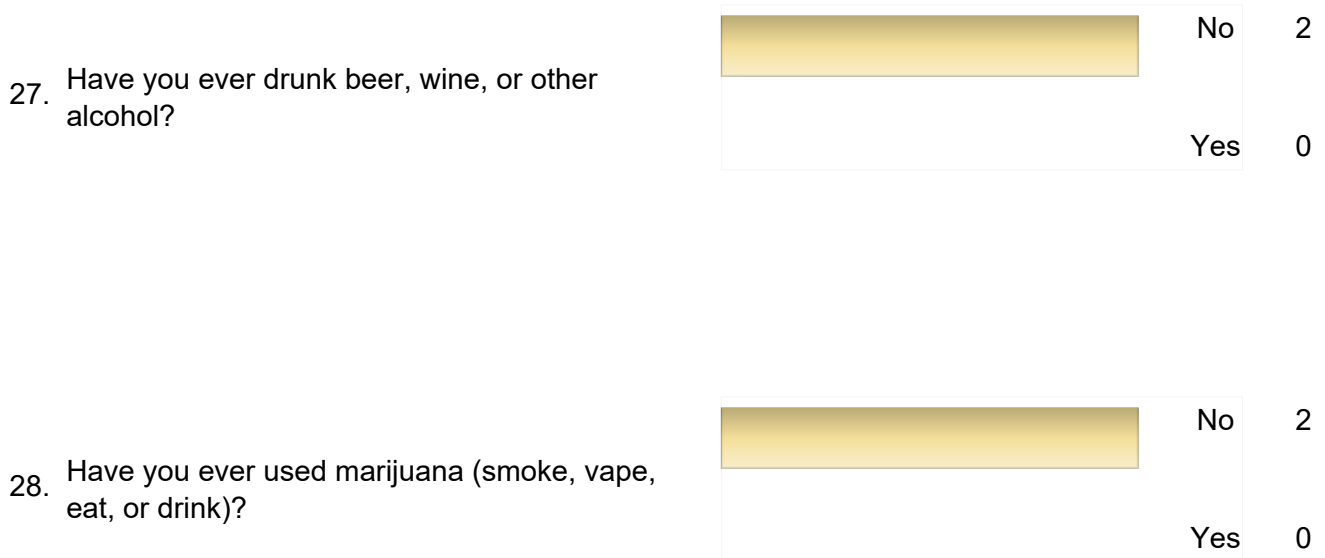 No 2
27. Have you ever drunk beer, wine, or other
alcohol?
Yes 0
No 2
28. Have you ever used marijuana (smoke, vape,
eat, or drink)?
Yes 0